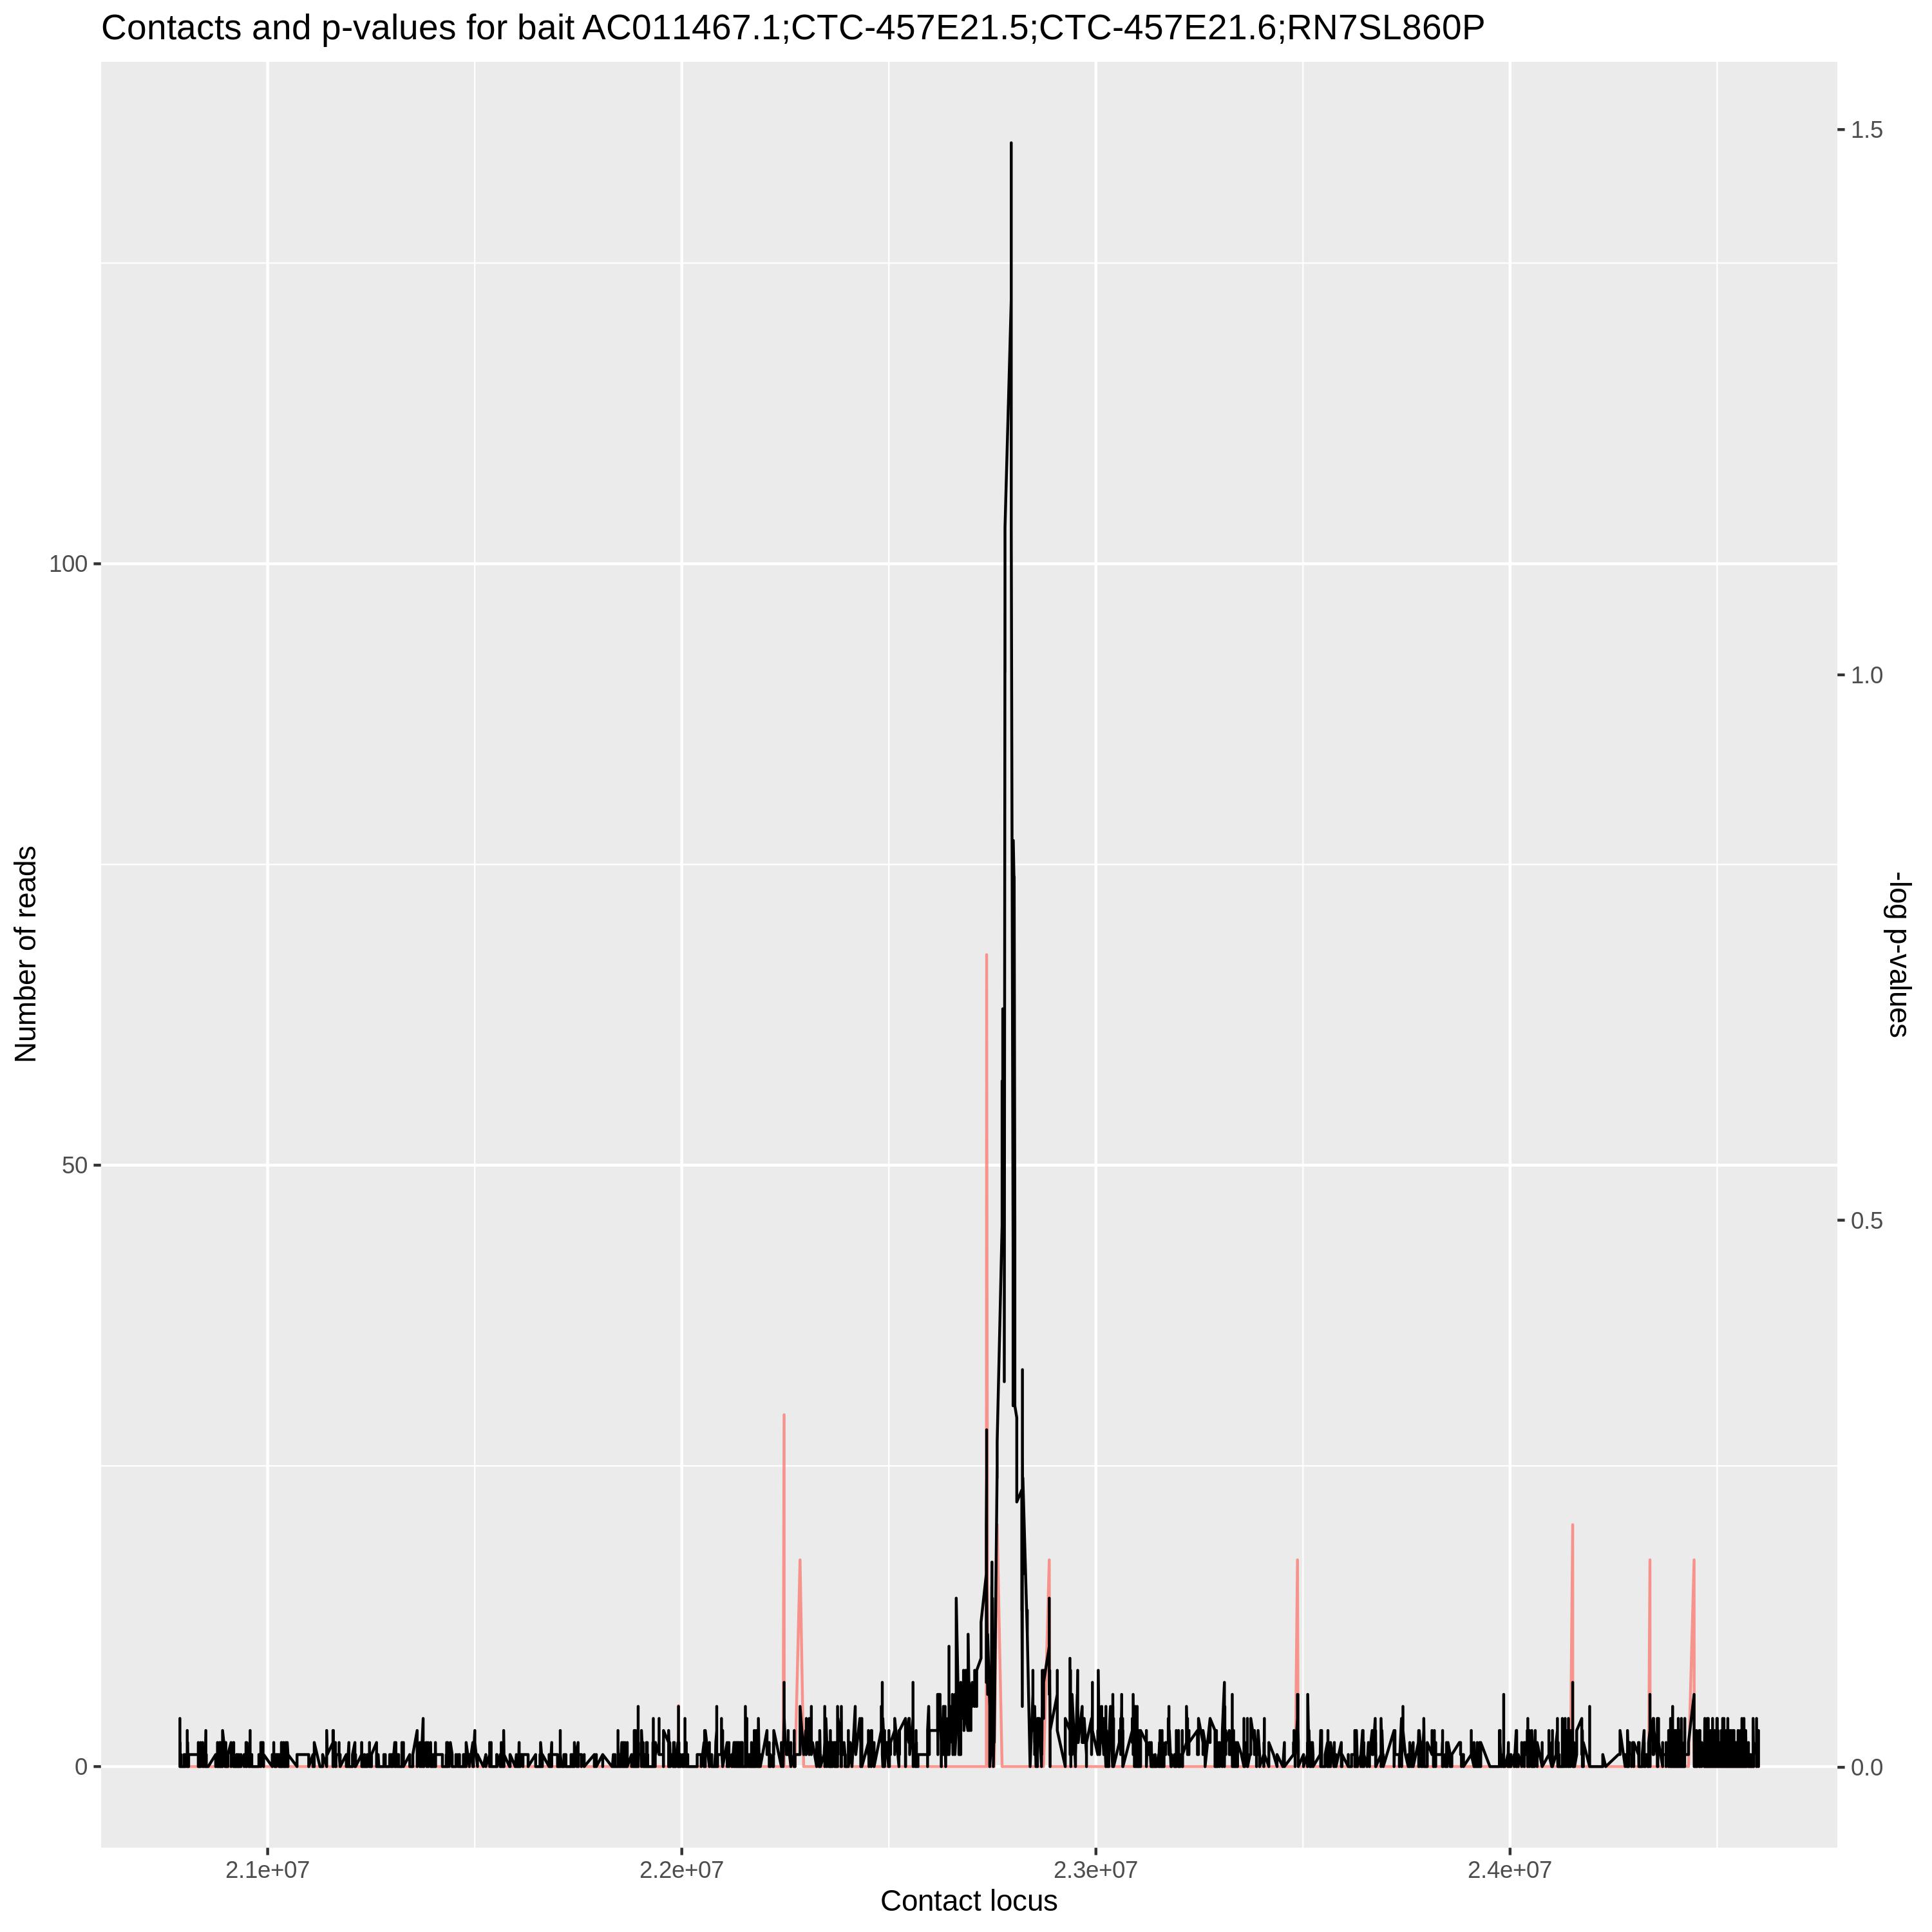 Contacts and p-values for bait AC011467.1;CTC-457E21.5;CTC-457E21.6;RN7SL860P
1.5
100
1.0
Number of reads
-log p-values
50
0.5
0
0.0
2.1e+07
2.2e+07
2.3e+07
2.4e+07
Contact locus